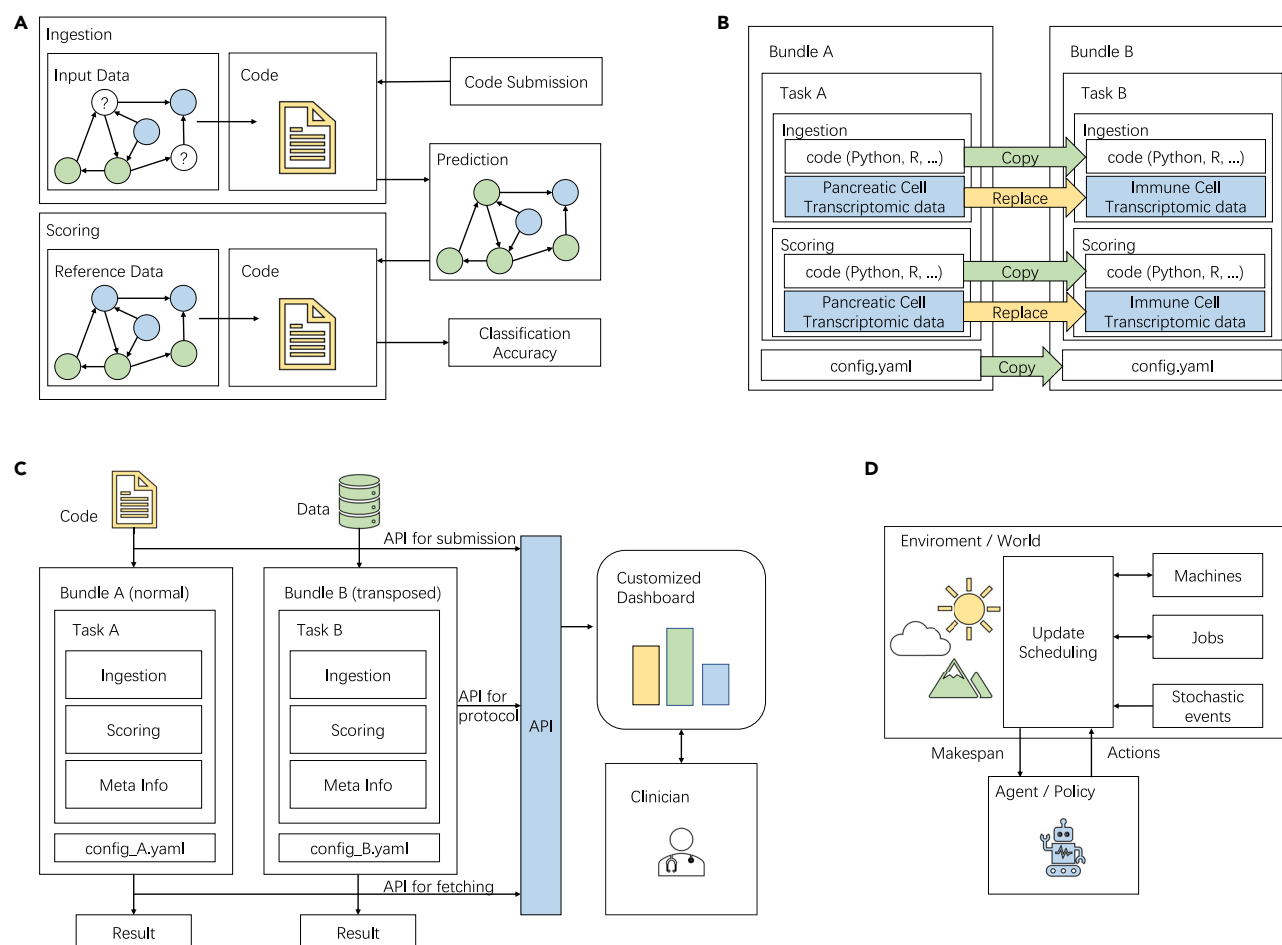 A
Ingestion
Input Data
?
?
Code
Code Submission
Prediction
Scoring
Reference Data
Code
Classification
Accuracy
B
Bundle A
Task A
Ingestion
code (Python, R, ...)
Pancreatic Cell
Transcriptomic data
Scoring
code (Python, R, ...)
Pancreatic Cell
Transcriptomic data
config.yaml
Copy
Replace
Copy
Replace
Copy
Bundle B
Task B
Ingestion
code (Python, R, ...)
Immune Cell
Transcriptomic data
Scoring
code (Python, R, ...)
Immune Cell
Transcriptomic data
config.yaml
C
Code
Data
API for submission
Bundle A (normal)
Task A
Ingestion
Scoring
Meta Info
config_A.yaml
Result
Bundle B (transposed)
Task B
Ingestion
Scoring
Meta Info
config_B.yaml
Result
API for
protocol
API for fetching
API
Customized
Dashboard
Clinician
D
Enviroment / World
Update
Scheduling
Machines
Jobs
Stochastic
events
Makespan
Actions
Agent / Policy